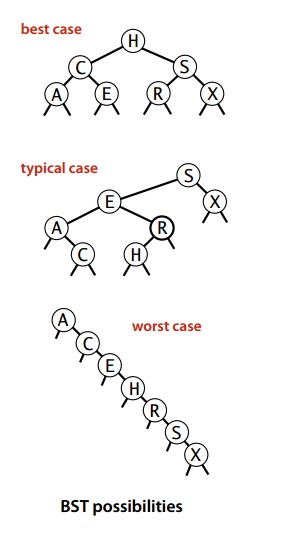 best case
H
C S
A E R X
typical case
S
E X
A R
C H
worst case
A
C
E
H
R
S
X
BST possibilities